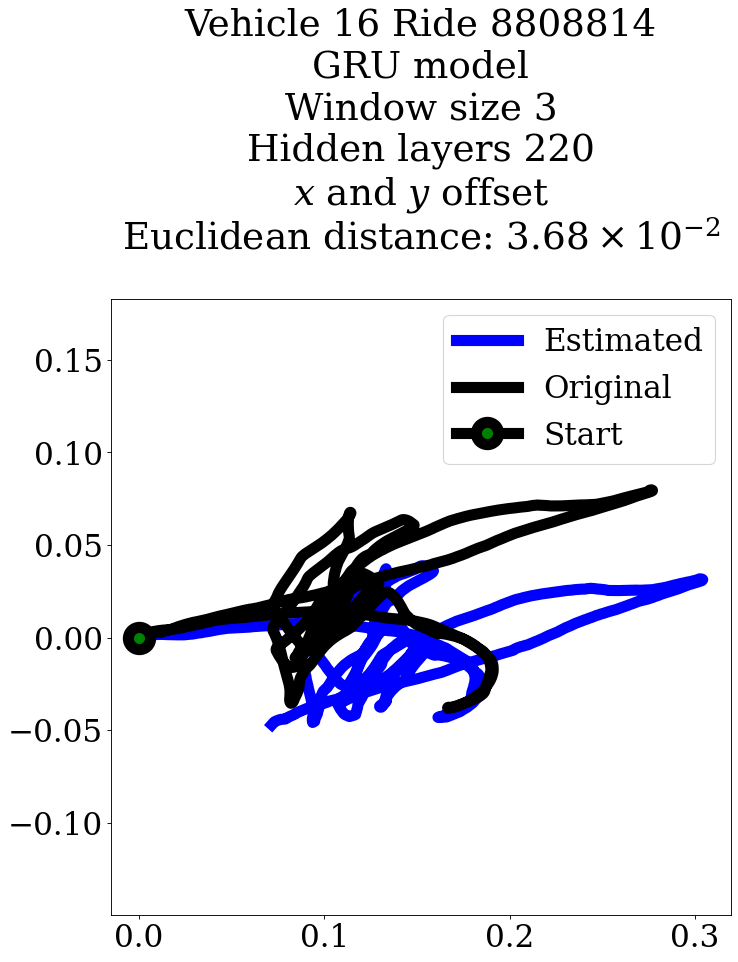 Vehicle 16 Ride 8808814
GRU model
Window size 3
Hidden layers 220
x and y offset
Euclidean distance: 3.68 × 10⁻²
Estimated
Original
Start
0.15
0.10
0.05
0.00
−0.05
−0.10
0.0 0.1 0.2 0.3